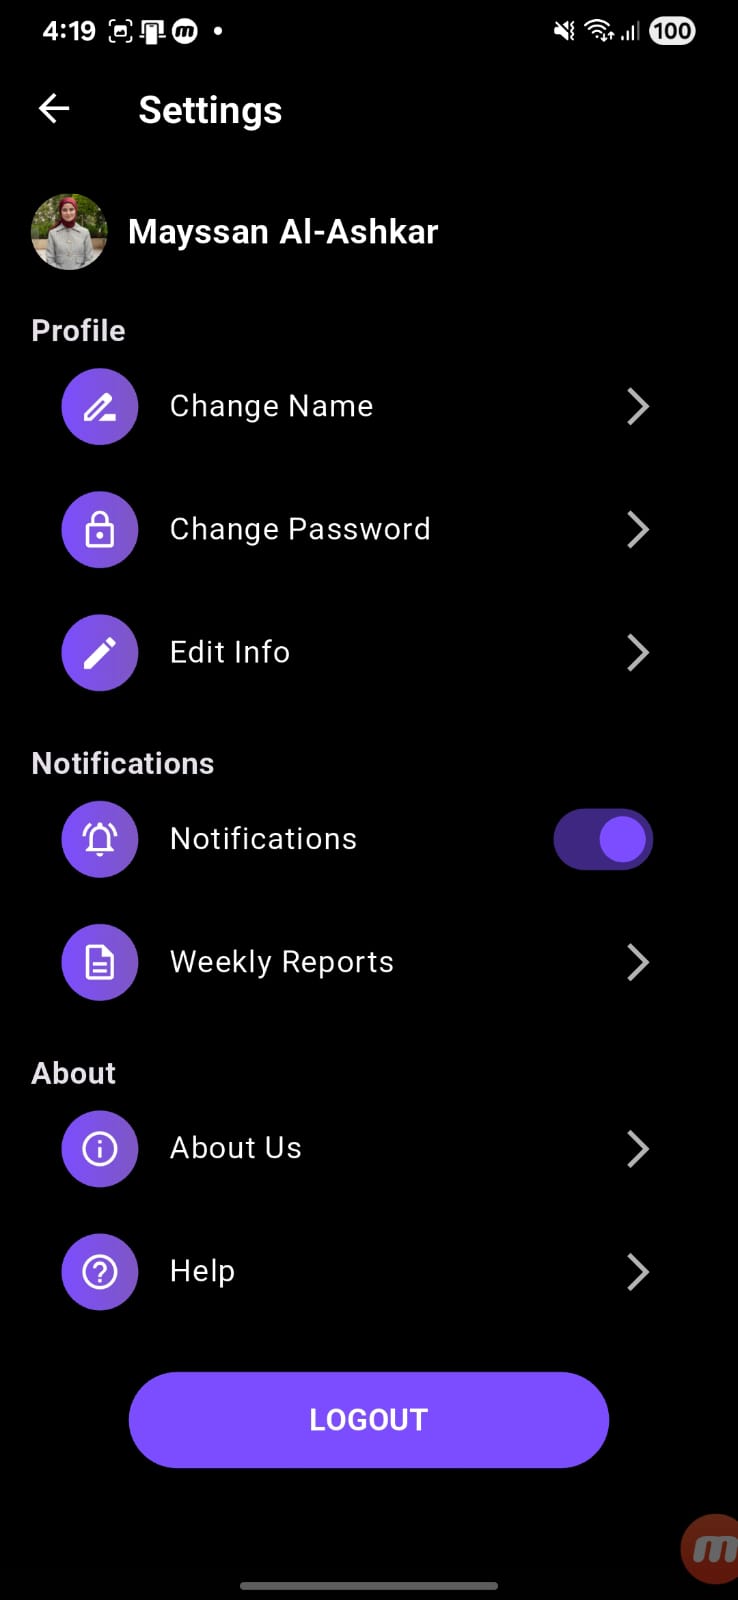 4:19
100
Settings
Mayssan Al-Ashkar
Profile
Change Name
Change Password
Edit Info
Notifications
Notifications
Weekly Reports
About
About Us
Help
LOGOUT